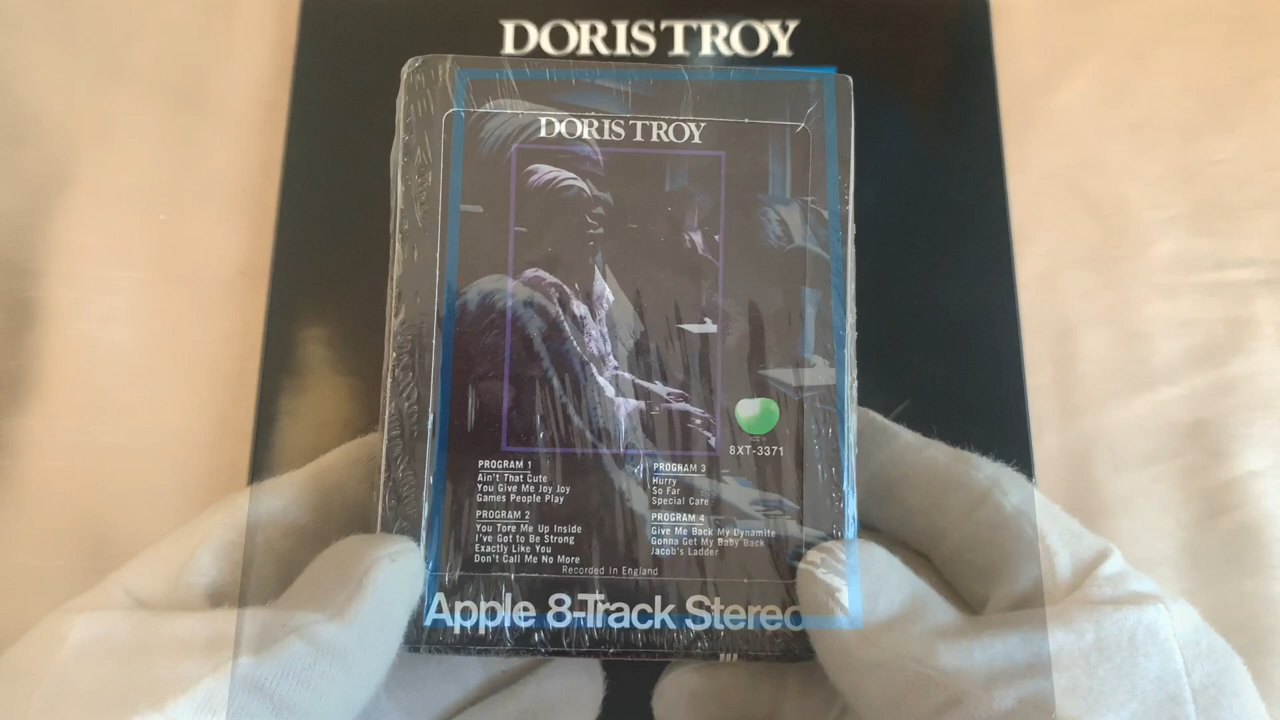 DORIS TROY
DORIS TROY
8XT-3371
PROGRAM 1
Ain't That Cute
You Give Me Joy Joy
Games People Play
PROGRAM 2
You Tore Me Up Inside
I've Got to Be Strong
Exactly Like You
Don't Call Me No More
PROGRAM 3
Hurry
So Far
Special Care
PROGRAM 4
Give Me Back My Dynamite
Gonna Get My Baby Back
Jacob's Ladder
Recorded In England
Apple 8-Track Stereo